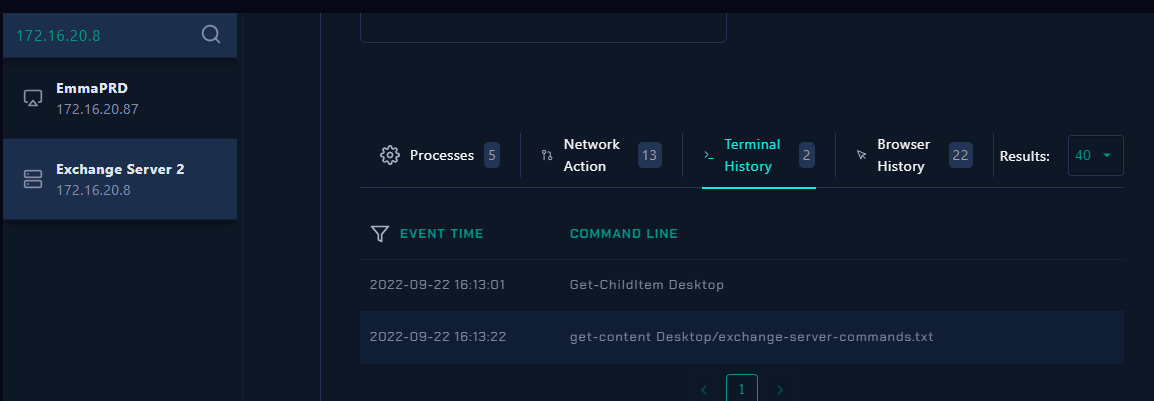 172.16.20.8
EmmaPRD
172.16.20.87
Exchange Server 2
172.16.20.8
Processes 5
Network Action 13
Terminal History 2
Browser History 22
Results: 40
EVENT TIME COMMAND LINE
2022-09-22 16:13:01 Get-ChildItem Desktop
2022-09-22 16:13:22 get-content Desktop/exchange-server-commands.txt
1